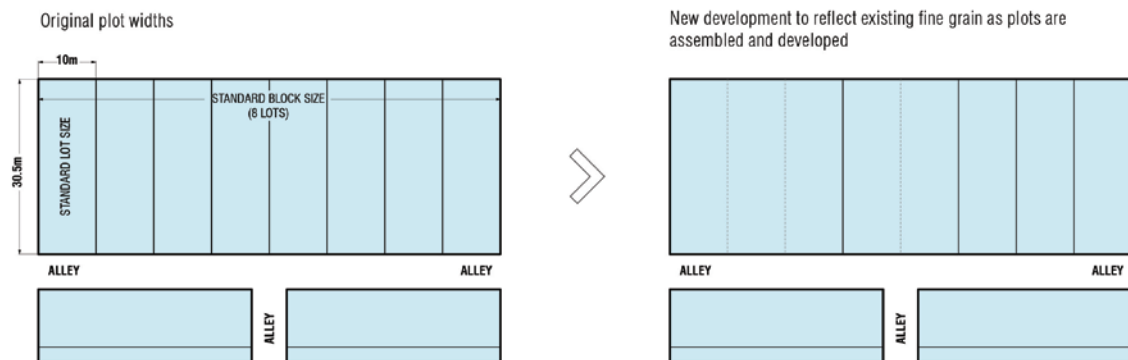 Original plot widths
10m
STANDARD BLOCK SIZE
(8 LOTS)
STANDARD LOT SIZE
30.5m
ALLEY
ALLEY
ALLEY
New development to reflect existing fine grain as plots are
assembled and developed
ALLEY
ALLEY
ALLEY